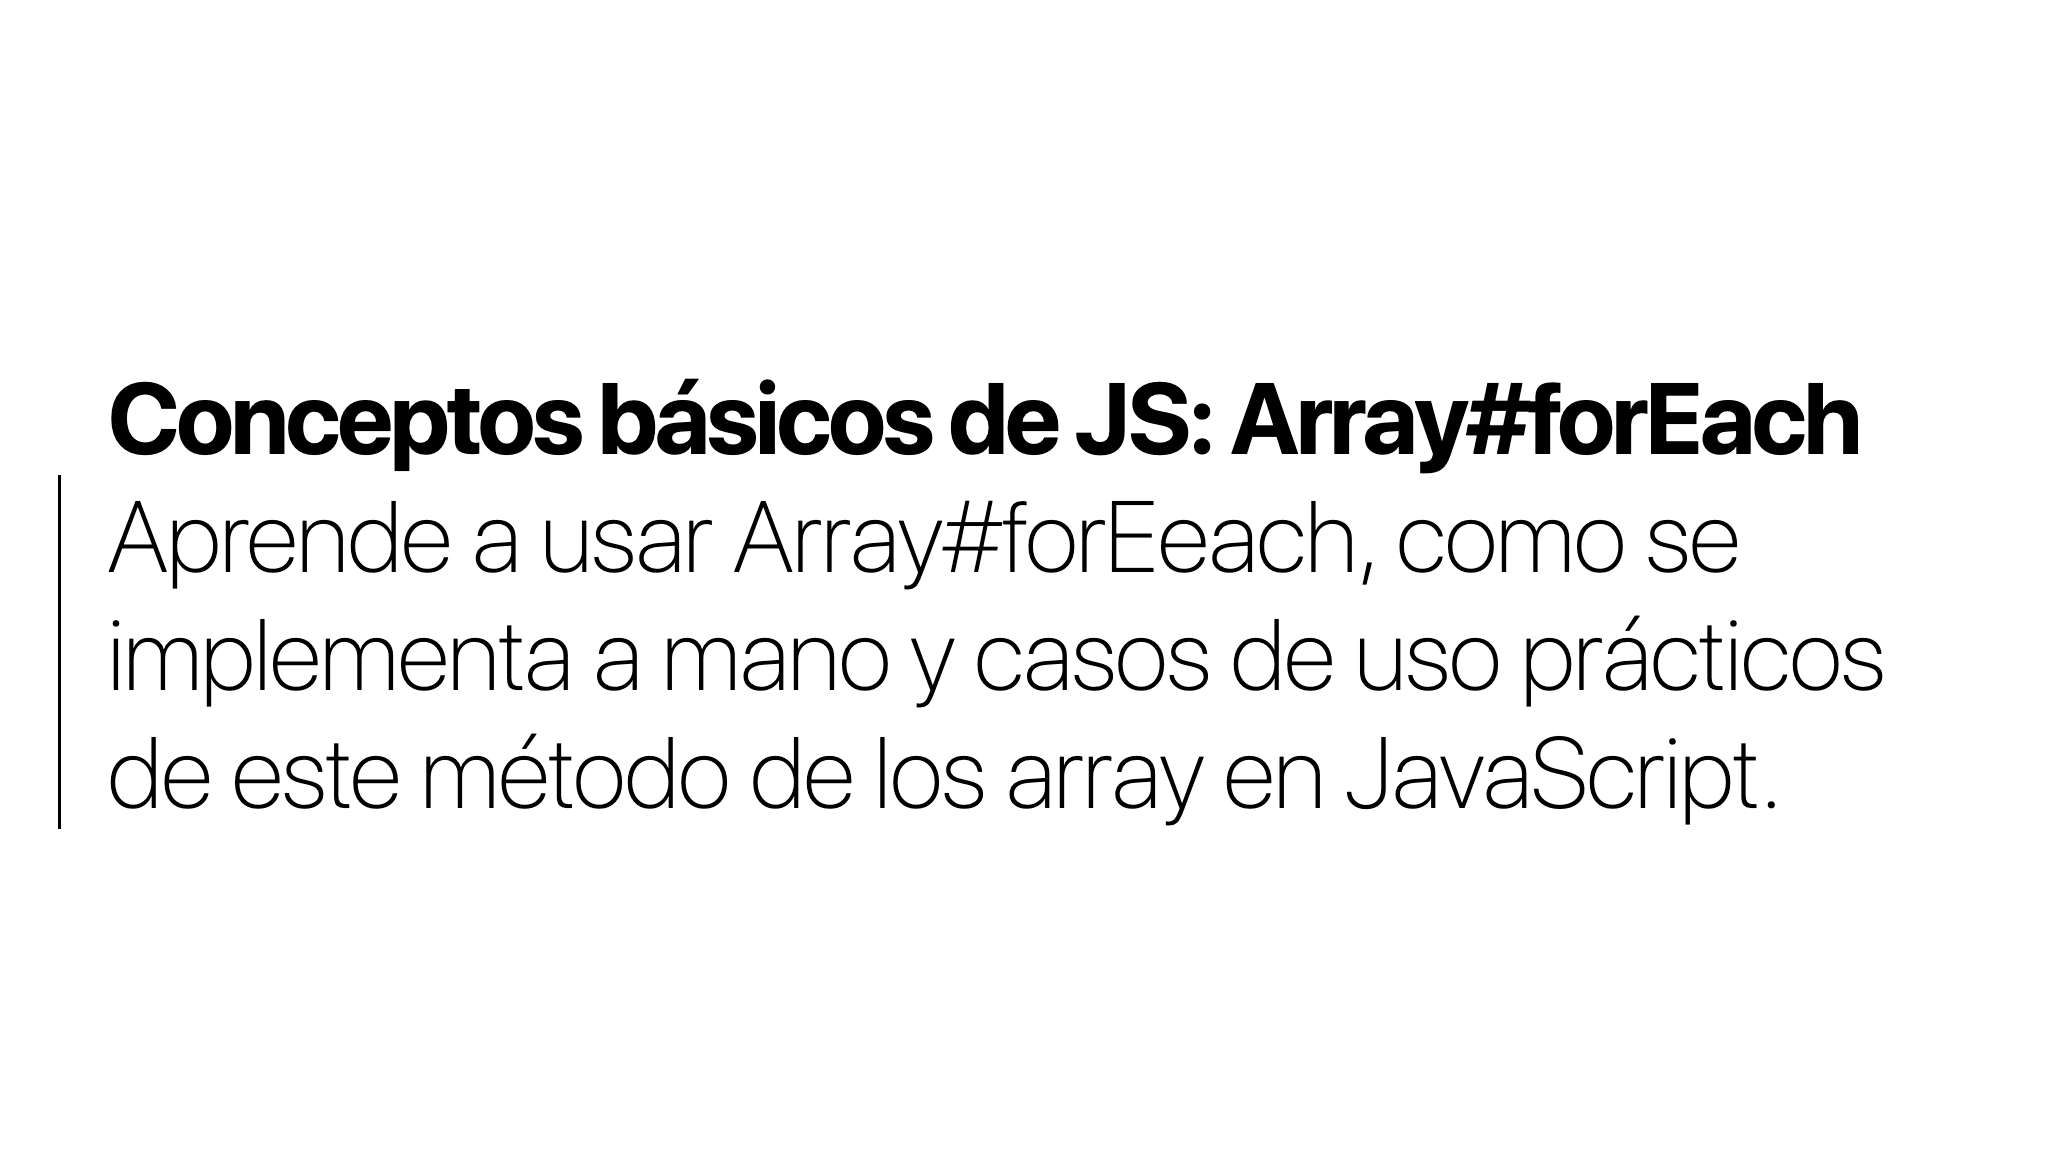 Conceptos básicos de JS: Array#forEach
Aprende a usar Array#forEeach, como se
implementa a mano y casos de uso prácticos
de este método de los array en JavaScript.